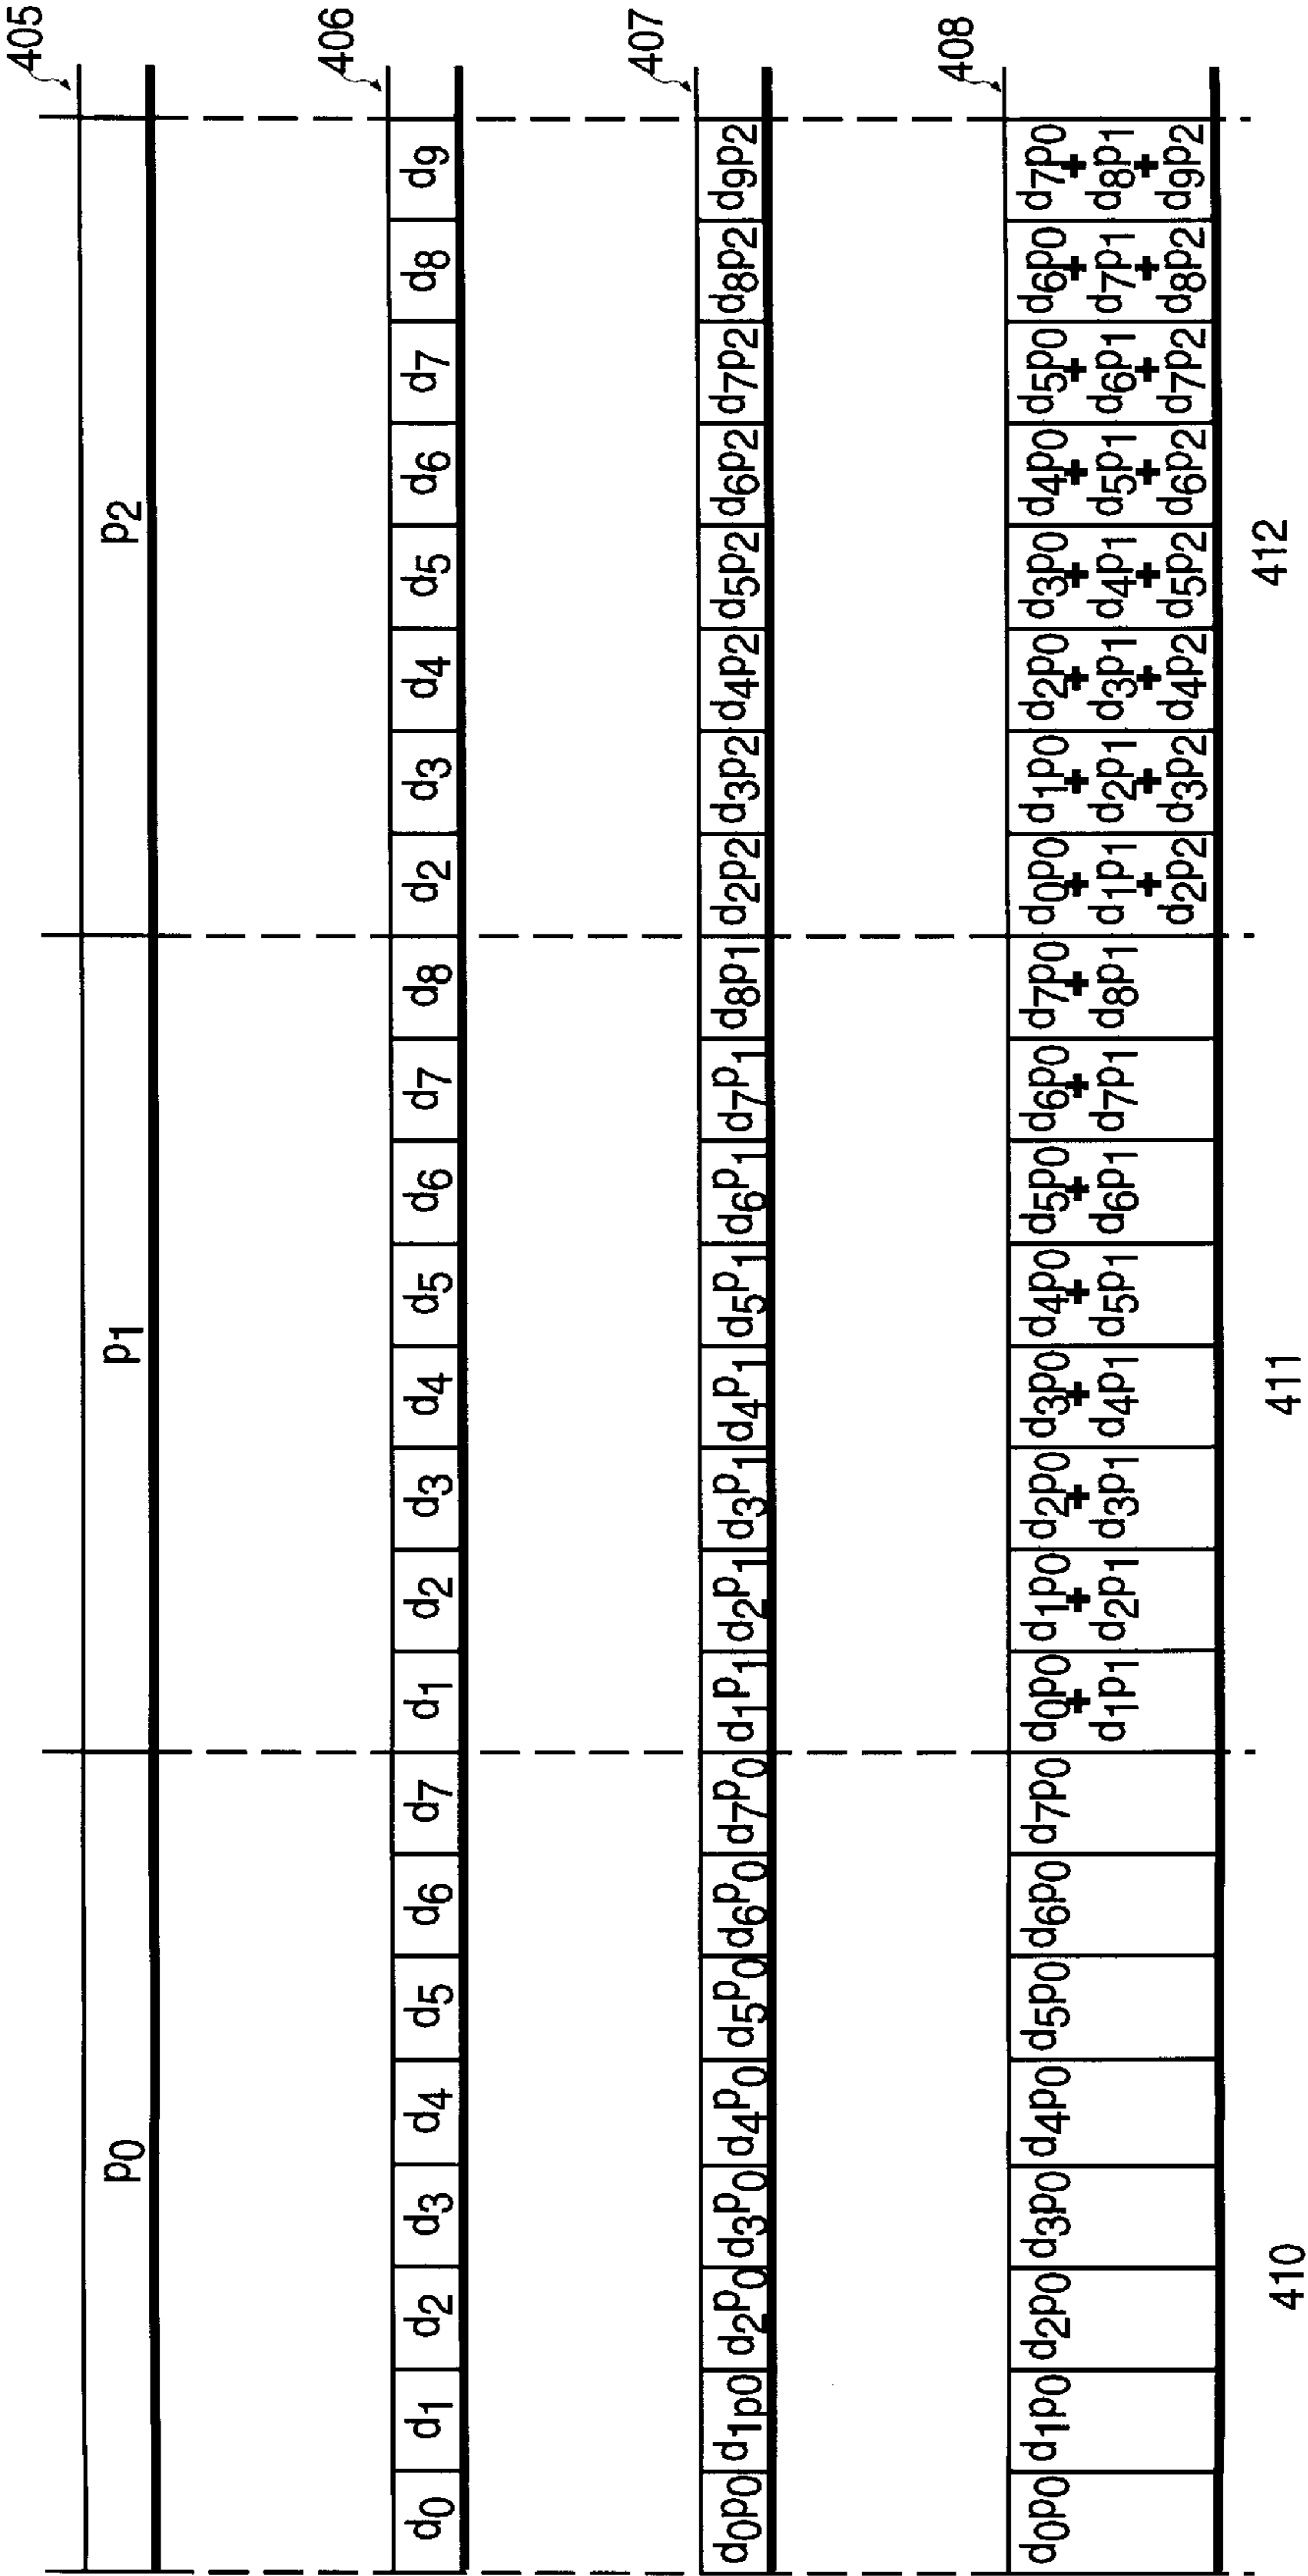 p0 p1 p2 405
d0 d1 d2 d3 d4 d5 d6 d7 d1 d2 d3 d4 d5 d6 d7 d8 d2 d3 d4 d5 d6 d7 d8 d9 406
d0p0 d1p0 d2p0 d3p0 d4p0 d5p0 d6p0 d7p0 d1p1 d2p1 d3p1 d4p1 d5p1 d6p1 d7p1 d8p1 d2p2 d3p2 d4p2 d5p2 d6p2 d7p2 d8p2 d9p2 407
408
d0p0 d1p0 d2p0 d3p0 d4p0 d5p0 d6p0 d7p0 d0p0 d1p0 d2p0 d3p0 d4p0 d5p0 d6p0 d7p0 d0p0 d1p0 d2p0 d3p0 d4p0 d5p0 d6p0 d7p0
+ + + + + + + + + + + + + + + +
d1p1 d2p1 d3p1 d4p1 d5p1 d6p1 d7p1 d8p1 d1p1 d2p1 d3p1 d4p1 d5p1 d6p1 d7p1 d8p1
+ + + + + + + +
d2p2 d3p2 d4p2 d5p2 d6p2 d7p2 d8p2 d9p2
410 411 412